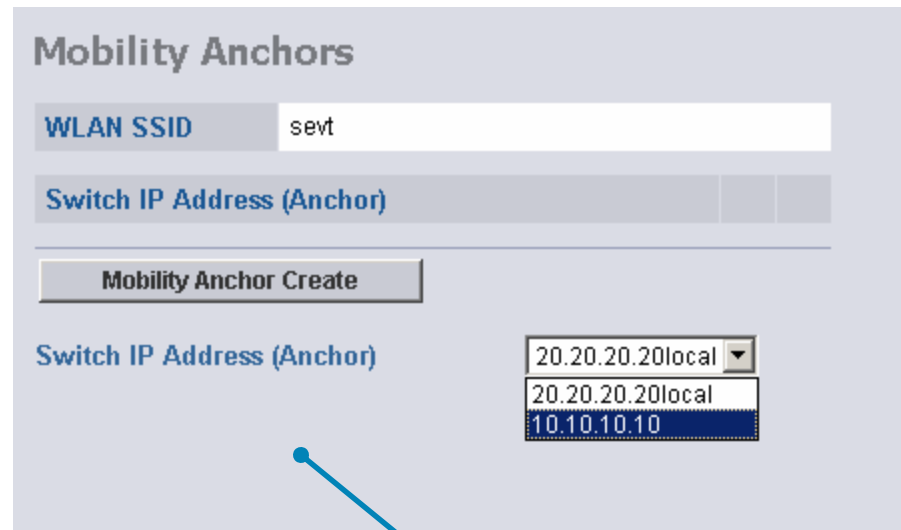 Mobility Anchors
WLAN SSID sevt
Switch IP Address (Anchor)
Mobility Anchor Create
Switch IP Address (Anchor) 20.20.20.20local
20.20.20.20local
10.10.10.10